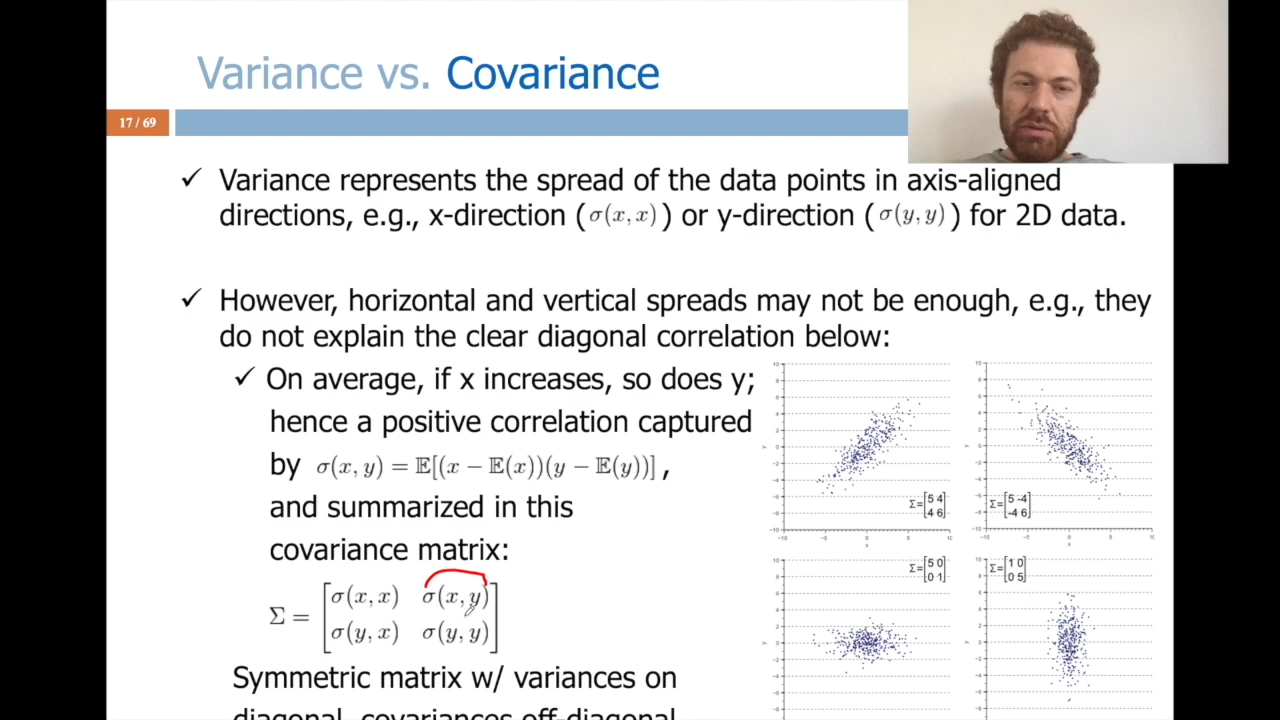 Variance vs. Covariance
17 / 69
✓ Variance represents the spread of the data points in axis-aligned
directions, e.g., x-direction (σ(x, x)) or y-direction (σ(y, y)) for 2D data.
✓ However, horizontal and vertical spreads may not be enough, e.g., they
do not explain the clear diagonal correlation below:
✓ On average, if x increases, so does y;
hence a positive correlation captured
by σ(x, y) = 𝔼[(x − 𝔼(x))(y − 𝔼(y))] ,
and summarized in this
covariance matrix:
Σ = [σ(x, x) σ(x, y)
σ(y, x) σ(y, y)]
Symmetric matrix w/ variances on
diagonal, covariances off-diagonal
Σ=[5 4
4 6]
Σ=[5 -4
-4 6]
Σ=[5 0
0 1]
Σ=[1 0
0 5]